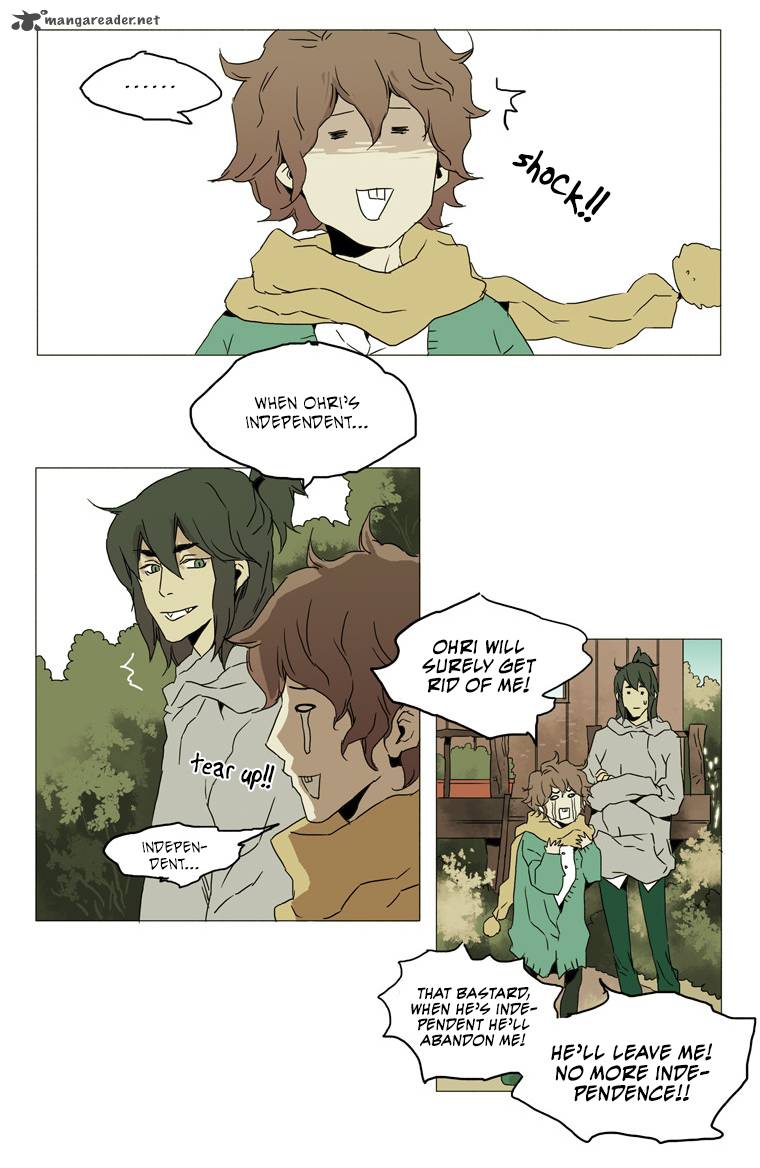 mangareader.net
......
shock!!
WHEN OHRI'S
INDEPENDENT...
tear up!!
INDEPEN-
DENT...
OHRI WILL
SURELY GET
RID OF ME!
THAT BASTARD,
WHEN HE'S INDE-
PENDENT HE'LL
ABANDON ME!
HE'LL LEAVE ME!
NO MORE INDE-
PENDENCE!!